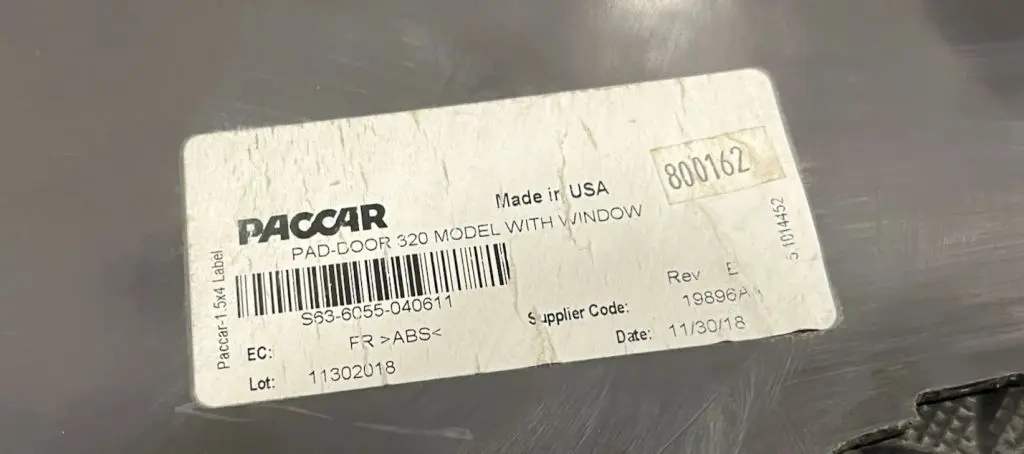 800162
Made in USA
PACCAR
PAD-DOOR 320 MODEL WITH WINDOW
S63-6055-040611
Rev E
Supplier Code: 19896A
EC: FR >ABS<
Date: 11/30/18
Lot: 11302018
Paccar-1.5x4 Label
1014452